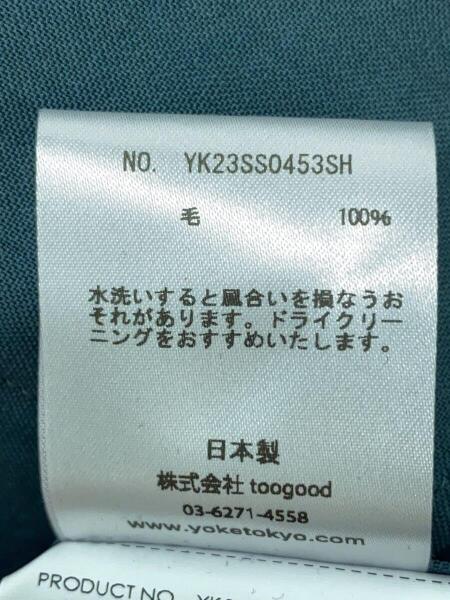 NO. YK23SS0453SH
毛 100%
水洗いすると風合いを損なうお
それがあります。ドライクリー
ニングをおすすめいたします。
日本製
株式会社 toogood
03-6271-4558
www.yoketokyo.com
PRODUCT NO.